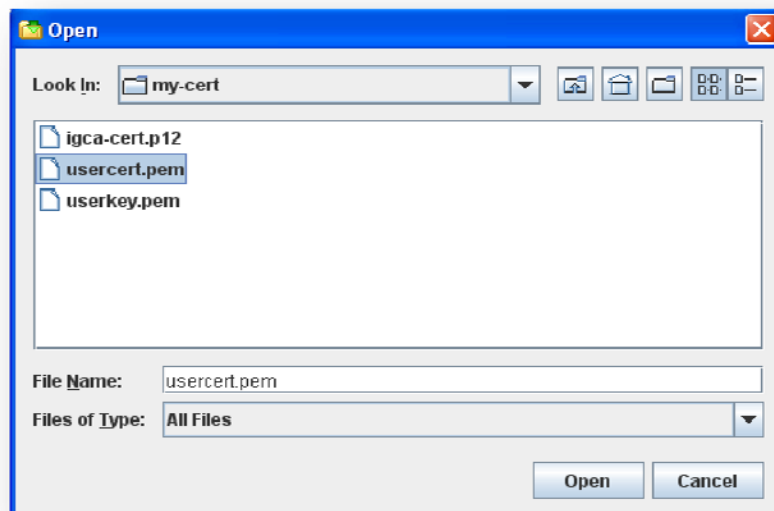 Open
Look In: my-cert
igca-cert.p12
usercert.pem
userkey.pem
File Name: usercert.pem
Files of Type: All Files
Open Cancel